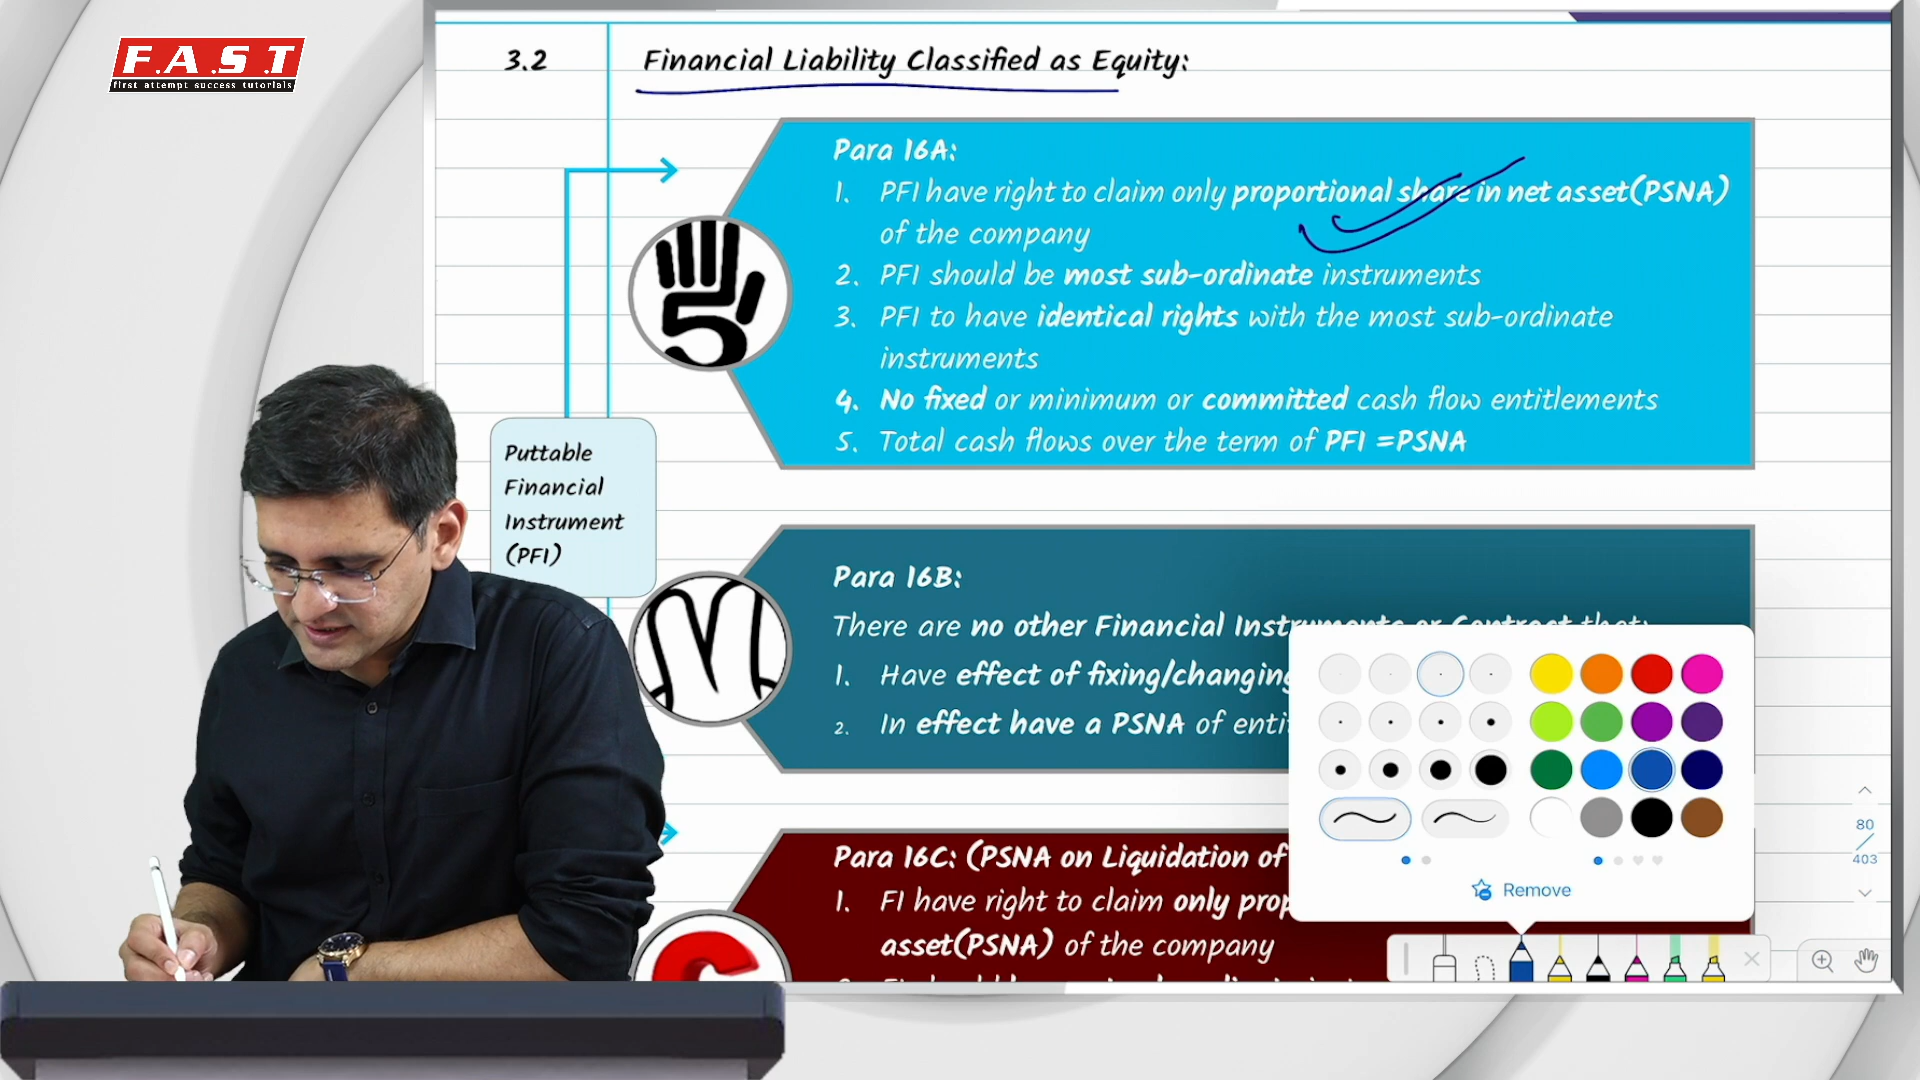 F.A.S.T
first attempt success tutorials
3.2 Financial Liability Classified as Equity:
Para 16A:
1. PFI have right to claim only proportional share in net asset(PSNA)
of the company
2. PFI should be most sub-ordinate instruments
3. PFI to have identical rights with the most sub-ordinate
instruments
4. No fixed or minimum or committed cash flow entitlements
5. Total cash flows over the term of PFI =PSNA
5
Puttable
Financial
Instrument
(PFI)
Para 16B:
There are no other Financial Instruments or Contract that:
1. Have effect of fixing/changing
2. In effect have a PSNA of enti
Para 16C: (PSNA on Liquidation of
1. FI have right to claim only prop
asset(PSNA) of the company
Remove
80
403